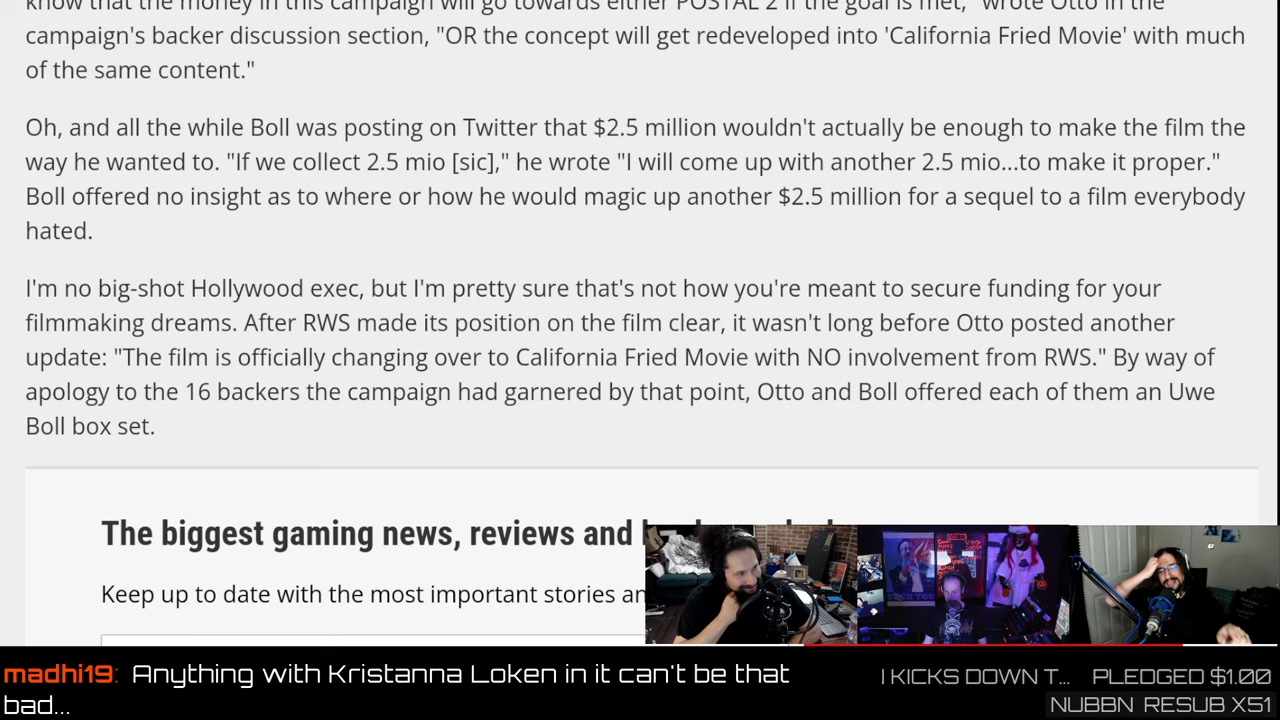 know that the money in this campaign will go towards either POSTAL 2 if the goal is met," wrote Otto in the
campaign's backer discussion section, "OR the concept will get redeveloped into 'California Fried Movie' with much
of the same content."
Oh, and all the while Boll was posting on Twitter that $2.5 million wouldn't actually be enough to make the film the
way he wanted to. "If we collect 2.5 mio [sic]," he wrote "I will come up with another 2.5 mio...to make it proper."
Boll offered no insight as to where or how he would magic up another $2.5 million for a sequel to a film everybody
hated.
I'm no big-shot Hollywood exec, but I'm pretty sure that's not how you're meant to secure funding for your
filmmaking dreams. After RWS made its position on the film clear, it wasn't long before Otto posted another
update: "The film is officially changing over to California Fried Movie with NO involvement from RWS." By way of
apology to the 16 backers the campaign had garnered by that point, Otto and Boll offered each of them an Uwe
Boll box set.
The biggest gaming news, reviews and
Keep up to date with the most important stories an
madhi19: Anything with Kristanna Loken in it can't be that
bad...
I KICKS DOWN T... PLEDGED $1.00
NUBBN RESUB X51